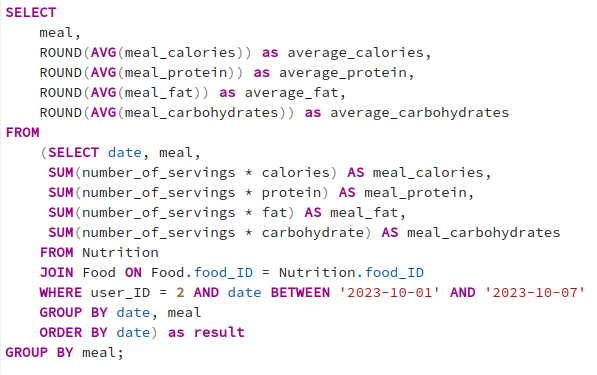 SELECT
    meal,
    ROUND(AVG(meal_calories)) as average_calories,
    ROUND(AVG(meal_protein)) as average_protein,
    ROUND(AVG(meal_fat)) as average_fat,
    ROUND(AVG(meal_carbohydrates)) as average_carbohydrates
FROM
    (SELECT date, meal,
     SUM(number_of_servings * calories) AS meal_calories,
     SUM(number_of_servings * protein) AS meal_protein,
     SUM(number_of_servings * fat) AS meal_fat,
     SUM(number_of_servings * carbohydrate) AS meal_carbohydrates
    FROM Nutrition
    JOIN Food ON Food.food_ID = Nutrition.food_ID
    WHERE user_ID = 2 AND date BETWEEN '2023-10-01' AND '2023-10-07'
    GROUP BY date, meal
    ORDER BY date) as result
GROUP BY meal;